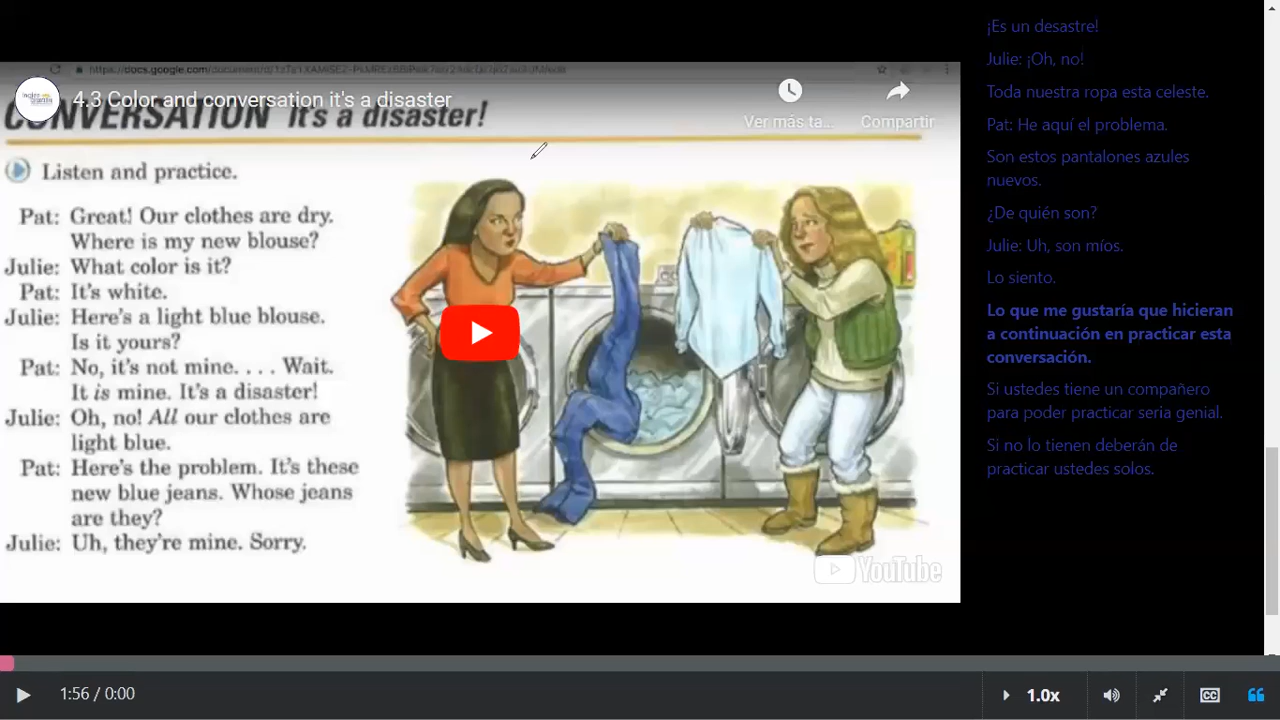 4.3 Color and conversation it's a disaster
Ver más ta...
Compartir
CONVERSATION It's a disaster!
Listen and practice.
Pat: Great! Our clothes are dry.
Where is my new blouse?
Julie: What color is it?
Pat: It's white.
Julie: Here's a light blue blouse.
Is it yours?
Pat: No, it's not mine. . . . Wait.
It is mine. It's a disaster!
Julie: Oh, no! All our clothes are
light blue.
Pat: Here's the problem. It's these
new blue jeans. Whose jeans
are they?
Julie: Uh, they're mine. Sorry.
YouTube
¡Es un desastre!
Julie: ¡Oh, no!
Toda nuestra ropa esta celeste.
Pat: He aquí el problema.
Son estos pantalones azules
nuevos.
¿De quién son?
Julie: Uh, son míos.
Lo siento.
Lo que me gustaría que hicieran
a continuación en practicar esta
conversación.
Si ustedes tiene un compañero
para poder practicar seria genial.
Si no lo tienen deberán de
practicar ustedes solos.
1:56 / 0:00
1.0x
CC